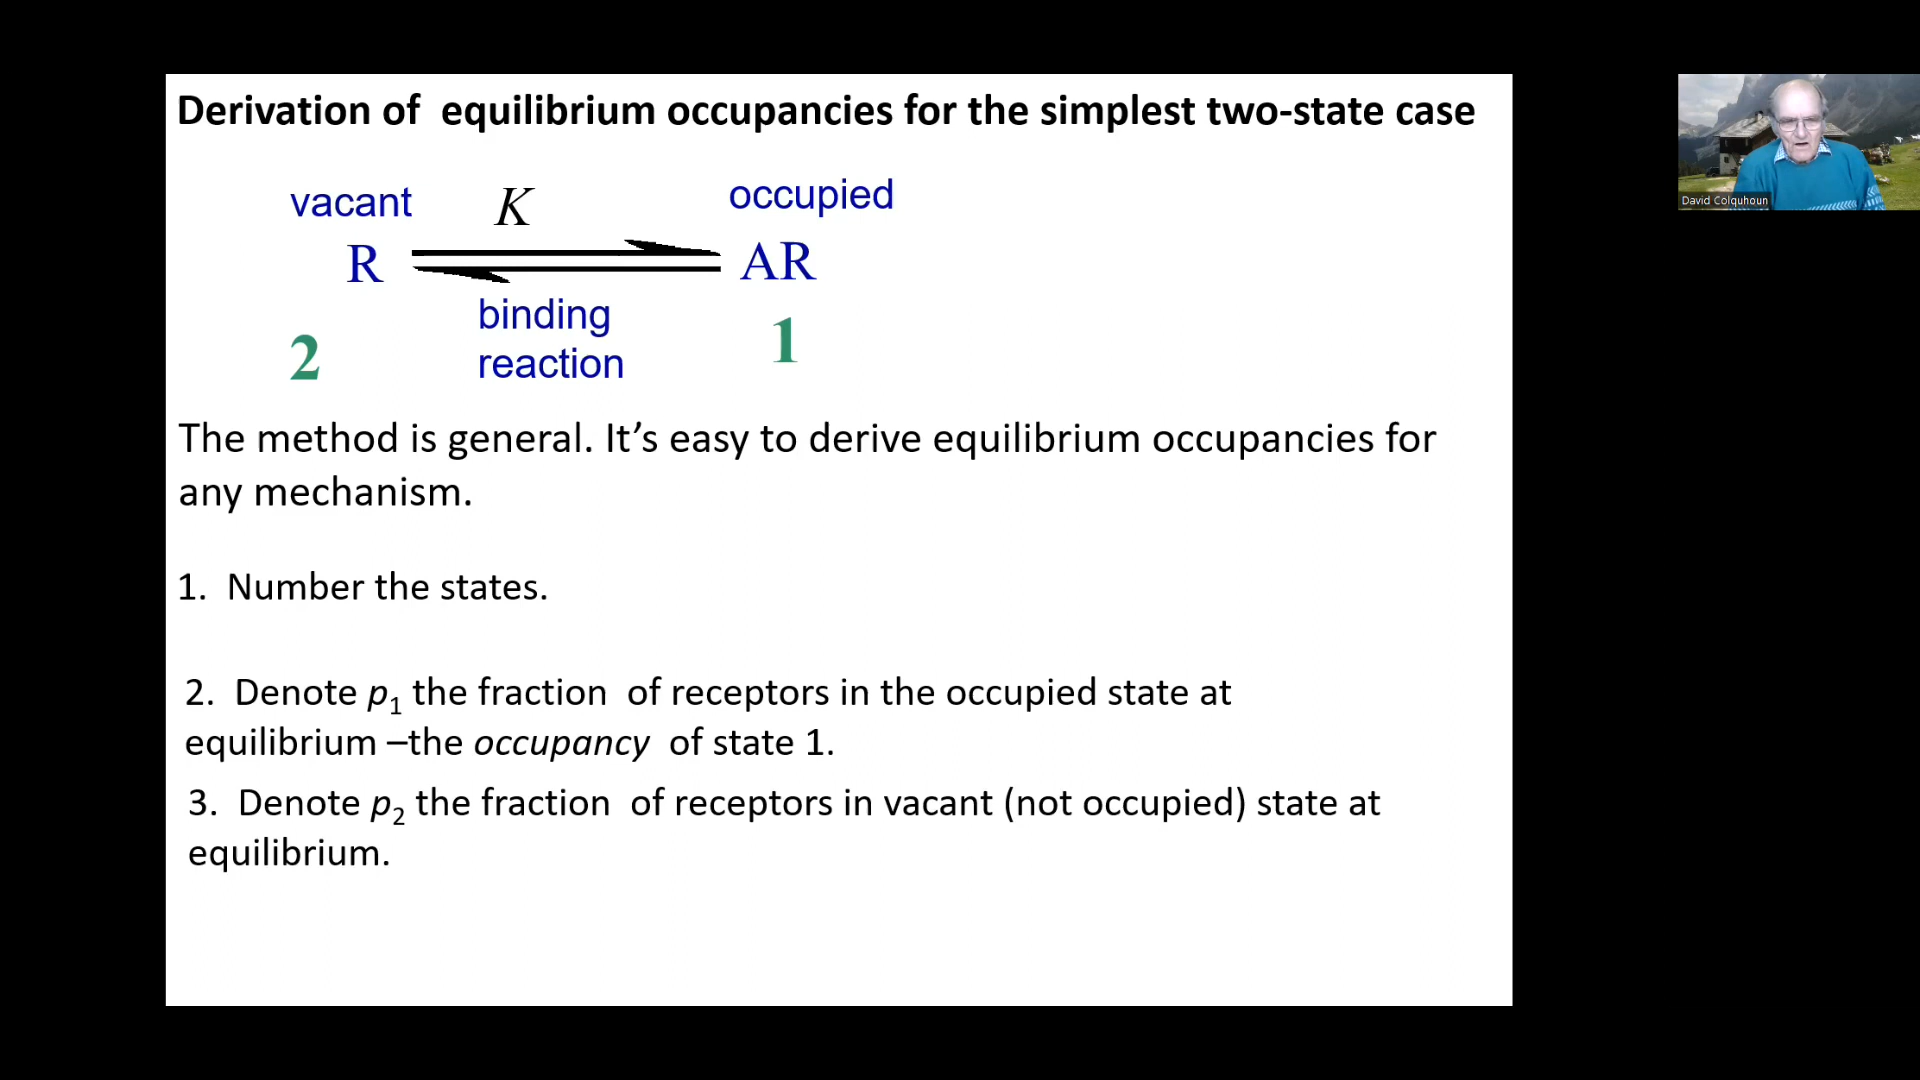 Derivation of equilibrium occupancies for the simplest two-state case
vacant K occupied
R AR
binding
reaction
2 1
The method is general. It’s easy to derive equilibrium occupancies for
any mechanism.
1. Number the states.
2. Denote p1 the fraction of receptors in the occupied state at
equilibrium –the occupancy of state 1.
3. Denote p2 the fraction of receptors in vacant (not occupied) state at
equilibrium.
David Colquhoun